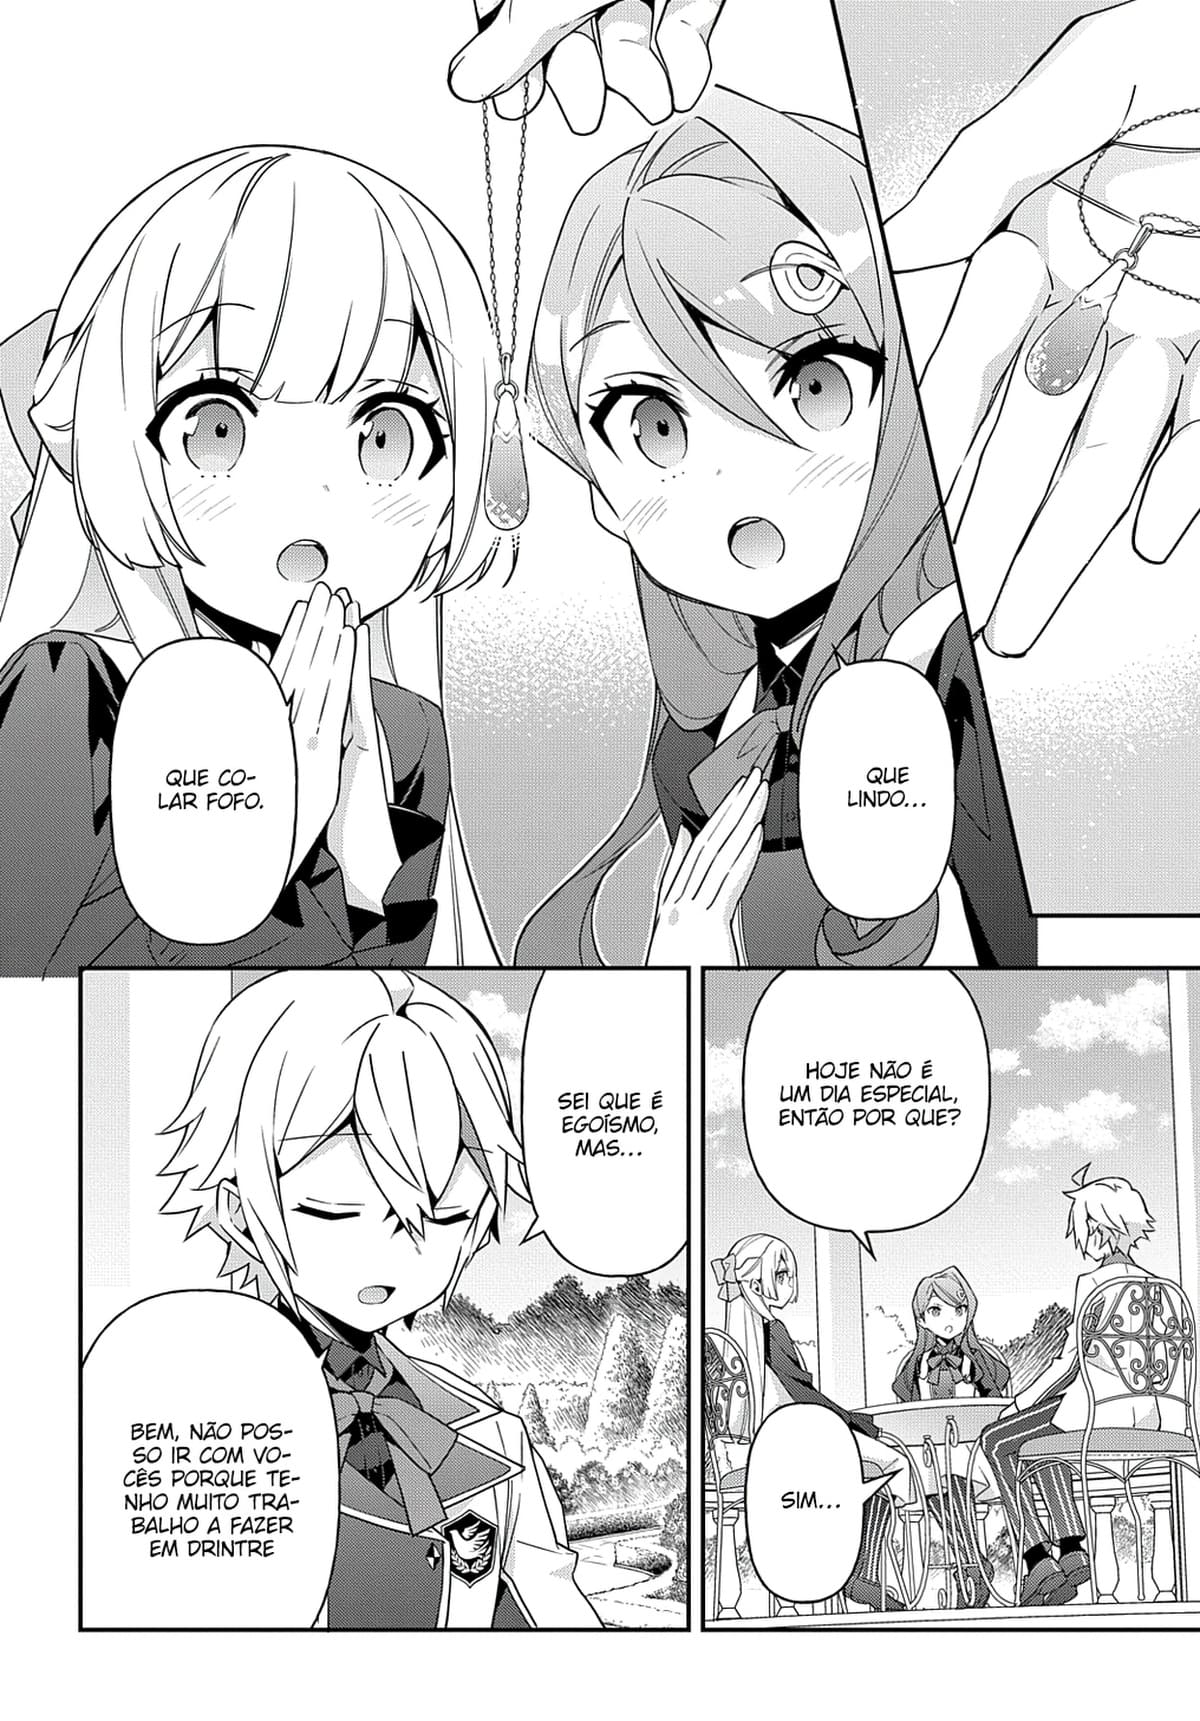 QUE
LINDO...
QUE CO-
LAR FOFO.
HOJE NÃO É
UM DIA ESPECIAL,
ENTÃO POR QUE?
SIM...
SEI QUE É
EGOÍSMO,
MAS...
BEM, NÃO POS-
SO IR COM VO-
CÊS PORQUE TE-
NHO MUITO TRA-
BALHO A FAZER
EM DRINTRE